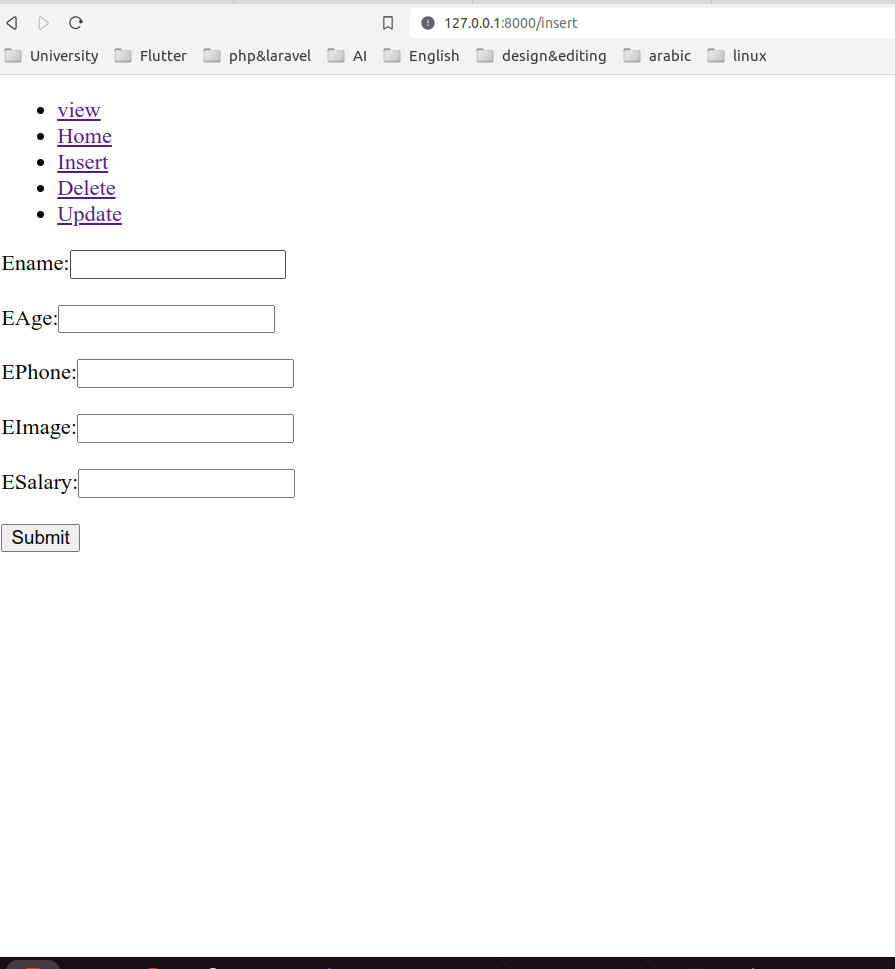 127.0.0.1:8000/insert
University Flutter php&laravel AI English design&editing arabic linux
view
Home
Insert
Delete
Update
Ename:
EAge:
EPhone:
EImage:
ESalary:
Submit